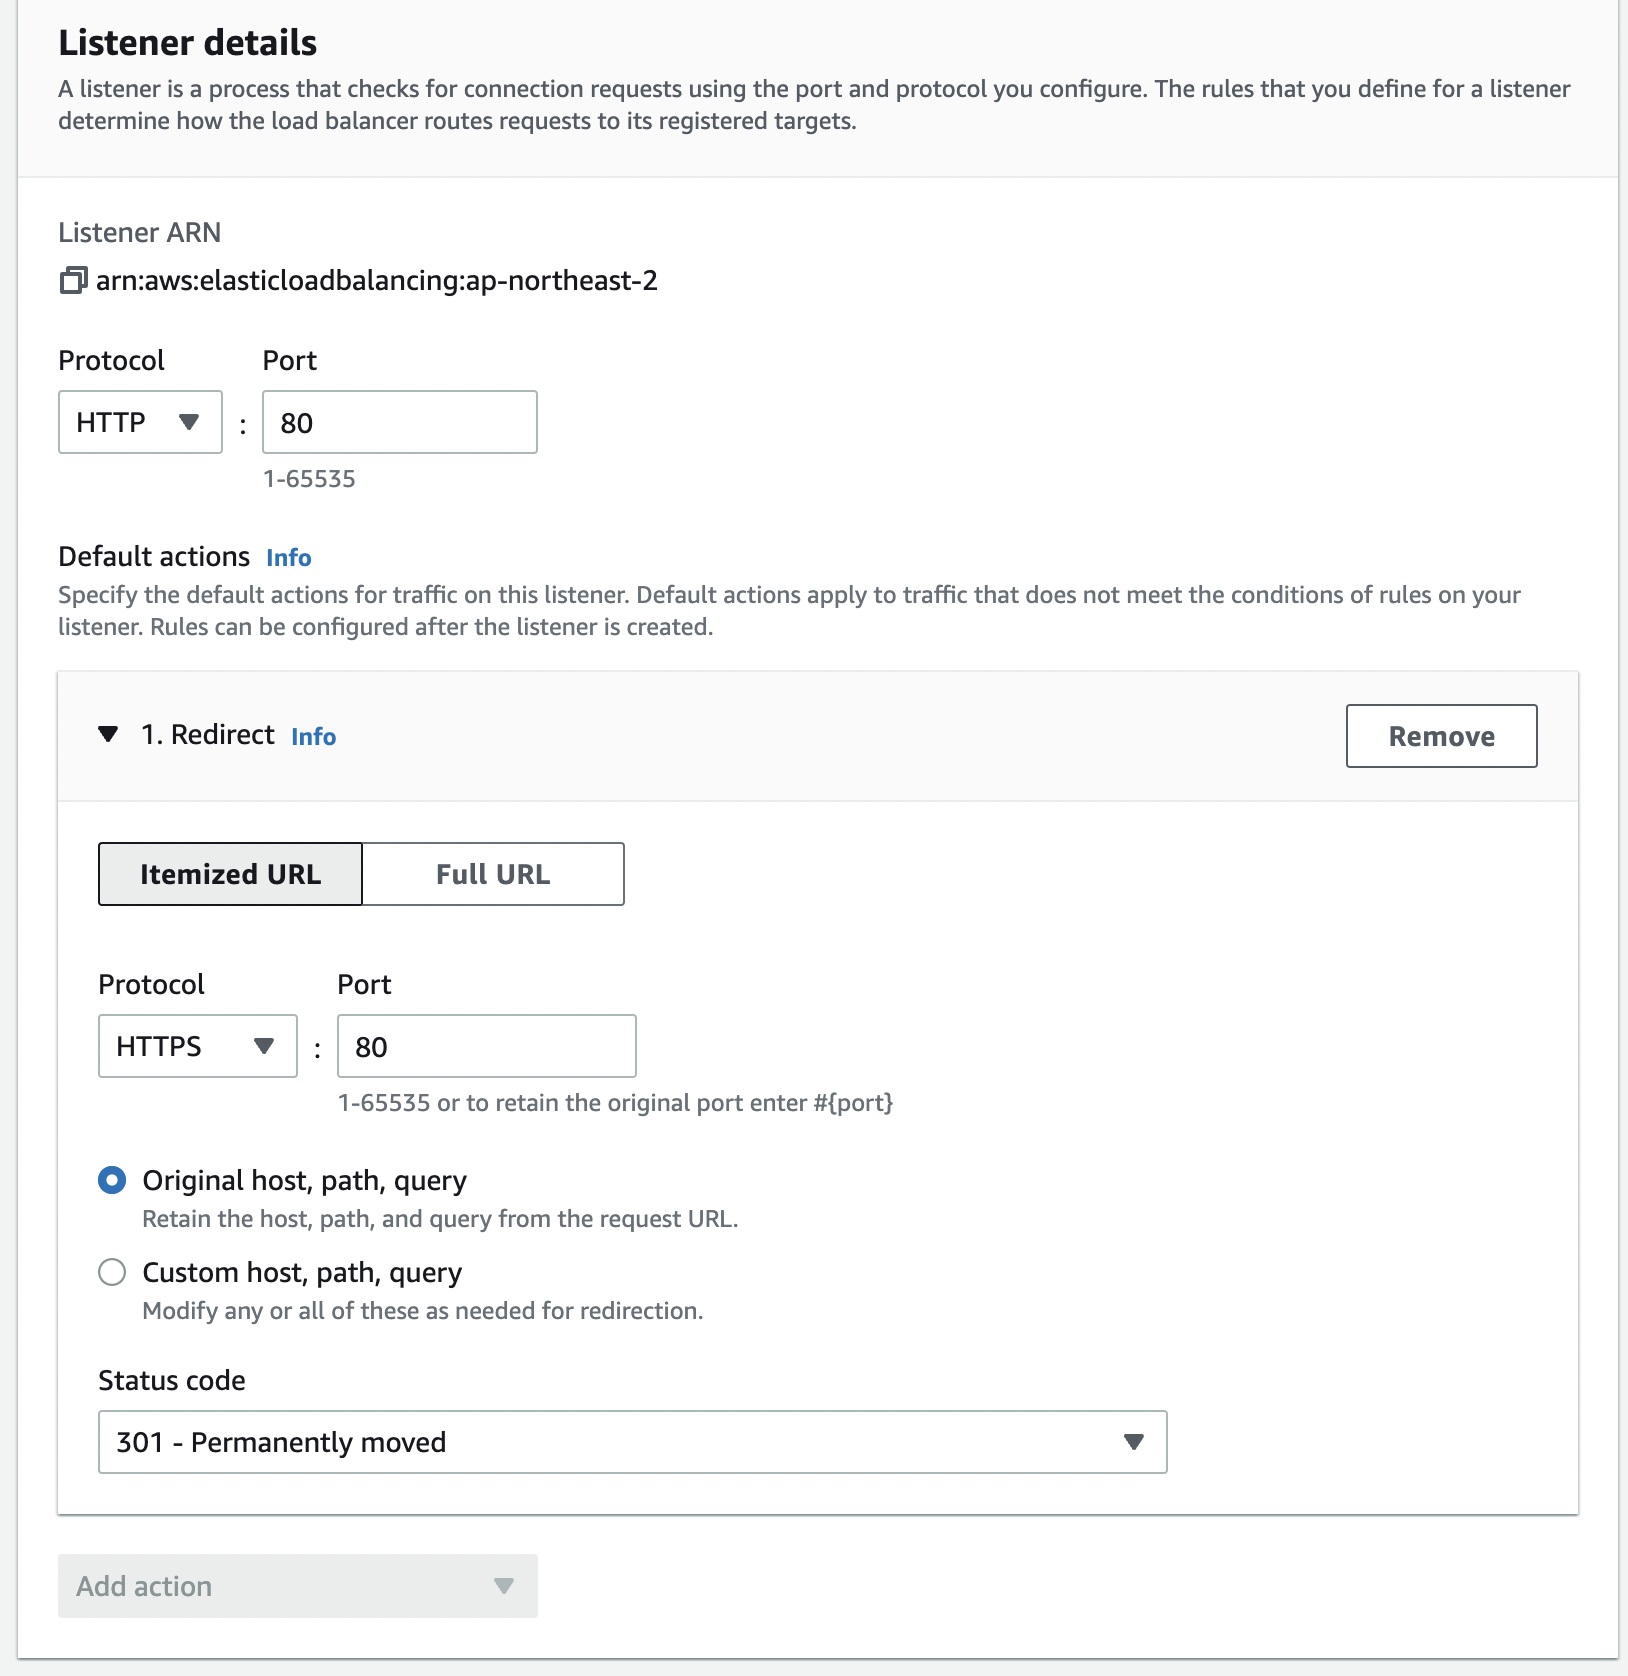 Listener details
A listener is a process that checks for connection requests using the port and protocol you configure. The rules that you define for a listener
determine how the load balancer routes requests to its registered targets.
Listener ARN
arn:aws:elasticloadbalancing:ap-northeast-2
Protocol Port
HTTP : 80
1-65535
Default actions Info
Specify the default actions for traffic on this listener. Default actions apply to traffic that does not meet the conditions of rules on your
listener. Rules can be configured after the listener is created.
1. Redirect Info Remove
Itemized URL Full URL
Protocol Port
HTTPS : 80
1-65535 or to retain the original port enter #{port}
Original host, path, query
Retain the host, path, and query from the request URL.
Custom host, path, query
Modify any or all of these as needed for redirection.
Status code
301 - Permanently moved
Add action